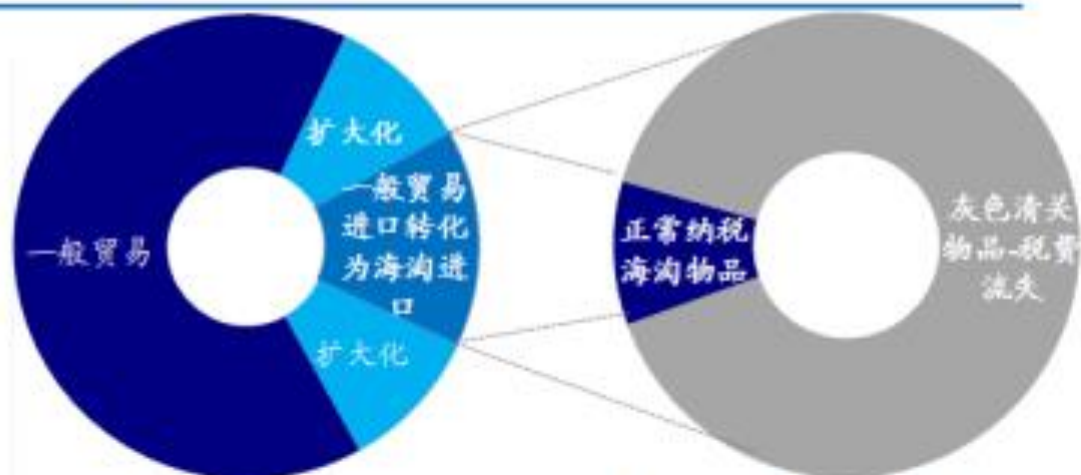 扩大化
一般贸易
一般贸易
进口转化
为海淘进
口
扩大化
正常纳税
海淘物品
灰色清关
物品-税费
流失